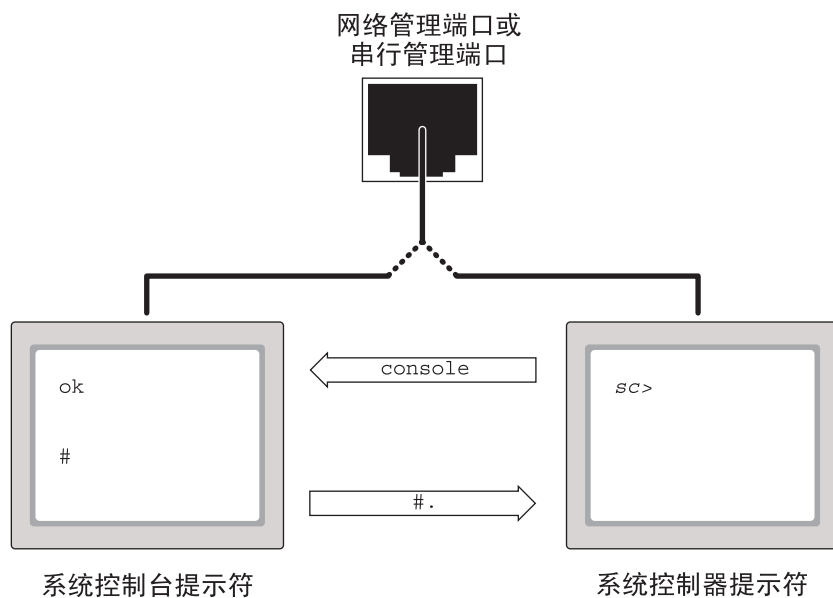 网络管理端口或
串行管理端口
console
ok
sc>
#
#.
系统控制台提示符
系统控制器提示符